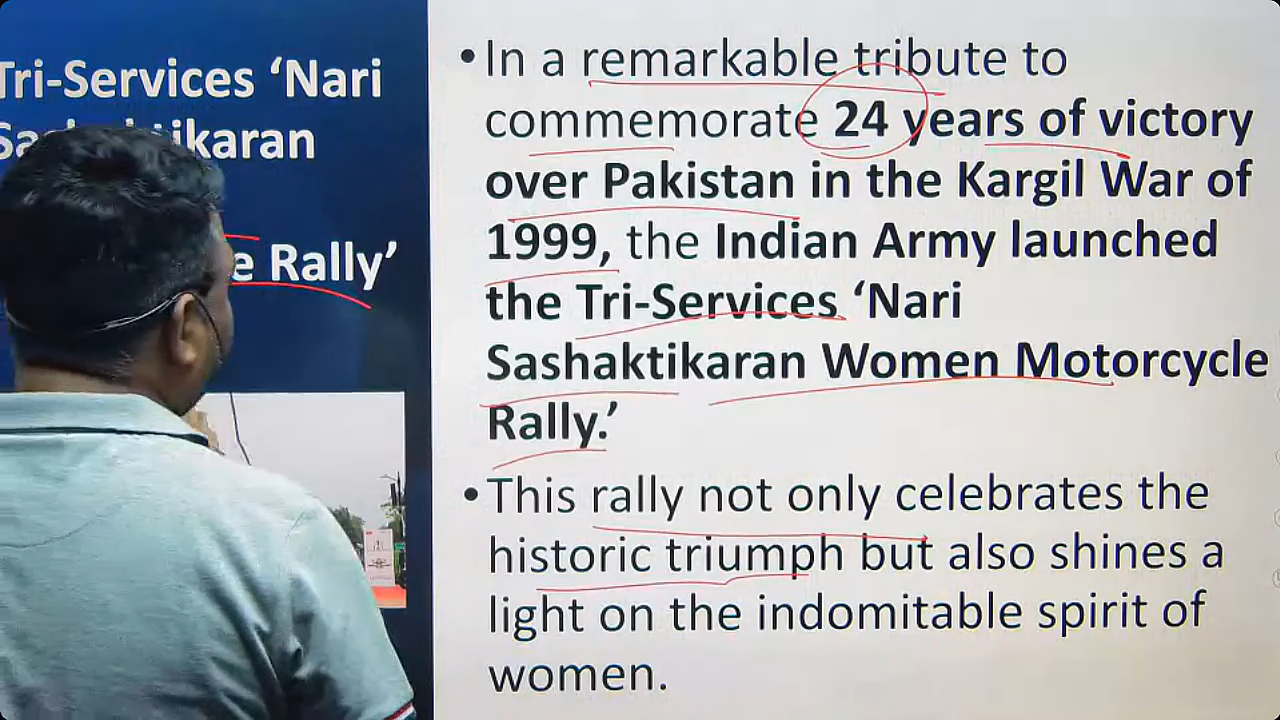 Tri-Services ‘Nari
karan
e Rally’
• In a remarkable tribute to
commemorate 24 years of victory
over Pakistan in the Kargil War of
1999, the Indian Army launched
the Tri-Services ‘Nari
Sashaktikaran Women Motorcycle
Rally.’
• This rally not only celebrates the
historic triumph but also shines a
light on the indomitable spirit of
women.